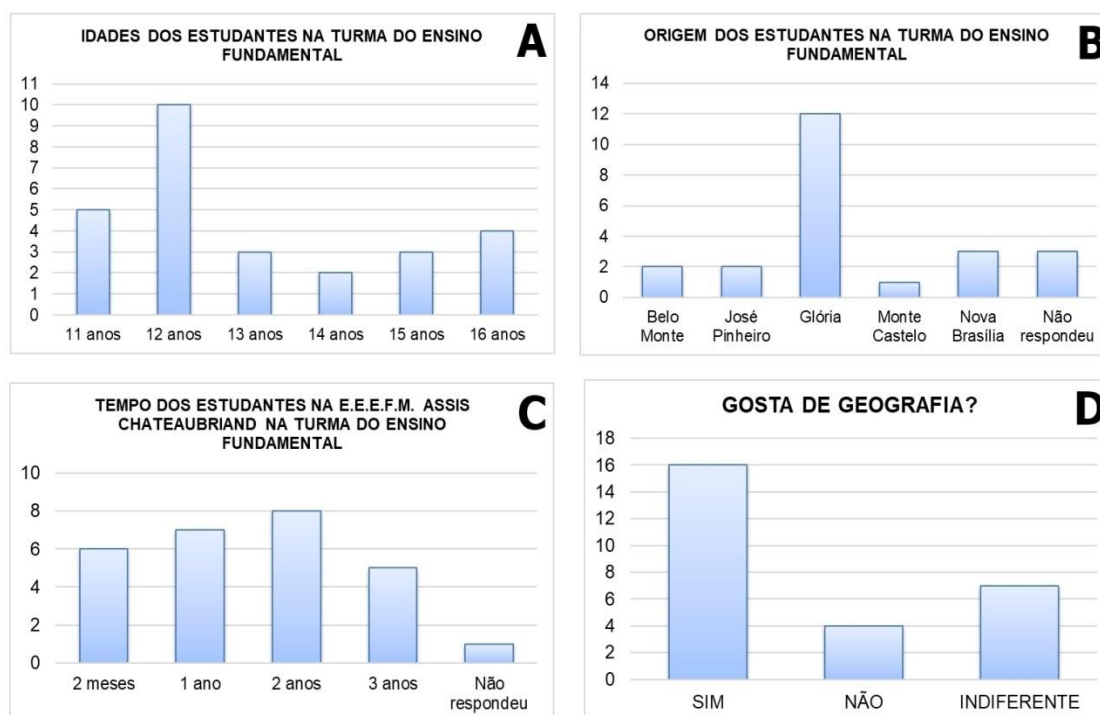 IDADES DOS ESTUDANTES NA TURMA DO ENSINO
FUNDAMENTAL
A
11
10
9
8
7
6
5
4
3
2
1
0
11 anos 12 anos 13 anos 14 anos 15 anos 16 anos
ORIGEM DOS ESTUDANTES NA TURMA DO ENSINO
FUNDAMENTAL
B
14
12
10
8
6
4
2
0
Belo José Glória Monte Nova Não
Monte Pinheiro Castelo Brasília respondeu
TEMPO DOS ESTUDANTES NA E.E.E.F.M. ASSIS
CHATEAUBRIAND NA TURMA DO ENSINO
FUNDAMENTAL
C
10
8
6
4
2
0
2 meses 1 ano 2 anos 3 anos Não
respondeu
GOSTA DE GEOGRAFIA?
D
18
16
14
12
10
8
6
4
2
0
SIM NÃO INDIFERENTE